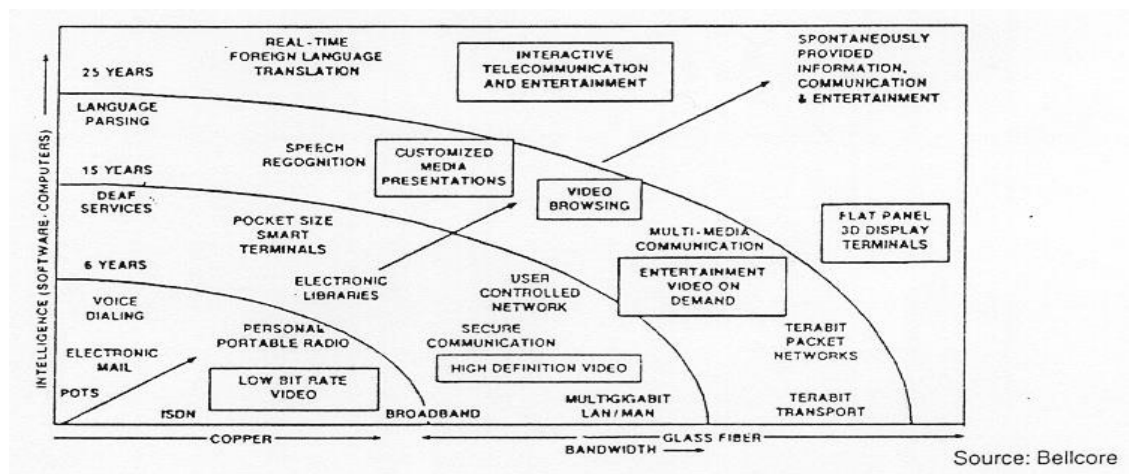 REAL-TIME
FOREIGN LANGUAGE
TRANSLATION
INTERACTIVE
TELECOMMUNICATION
AND ENTERTAINMENT
SPONTANEOUSLY
PROVIDED
INFORMATION,
COMMUNICATION
& ENTERTAINMENT
25 YEARS
LANGUAGE
PARSING
SPEECH
REGOGNITION
CUSTOMIZED
MEDIA
PRESENTATIONS
15 YEARS
DEAF
SERVICES
VIDEO
BROWSING
POCKET SIZE
SMART
TERMINALS
MULTI-MEDIA
COMMUNICATION
FLAT PANEL
3D DISPLAY
TERMINALS
6 YEARS
ELECTRONIC
LIBRARIES
USER
CONTROLLED
NETWORK
ENTERTAINMENT
VIDEO ON
DEMAND
VOICE
DIALING
PERSONAL
PORTABLE RADIO
SECURE
COMMUNICATION
TERABIT
PACKET
NETWORKS
ELECTRONIC
MAIL
LOW BIT RATE
VIDEO
HIGH DEFINITION VIDEO
POTS
ISDN
BROADBAND
MULTIGIGABIT
LAN/MAN
TERABIT
TRANSPORT
INTELLIGENCE (SOFTWARE-COMPUTERS)
COPPER
GLASS FIBER
BANDWIDTH
Source: Bellcore